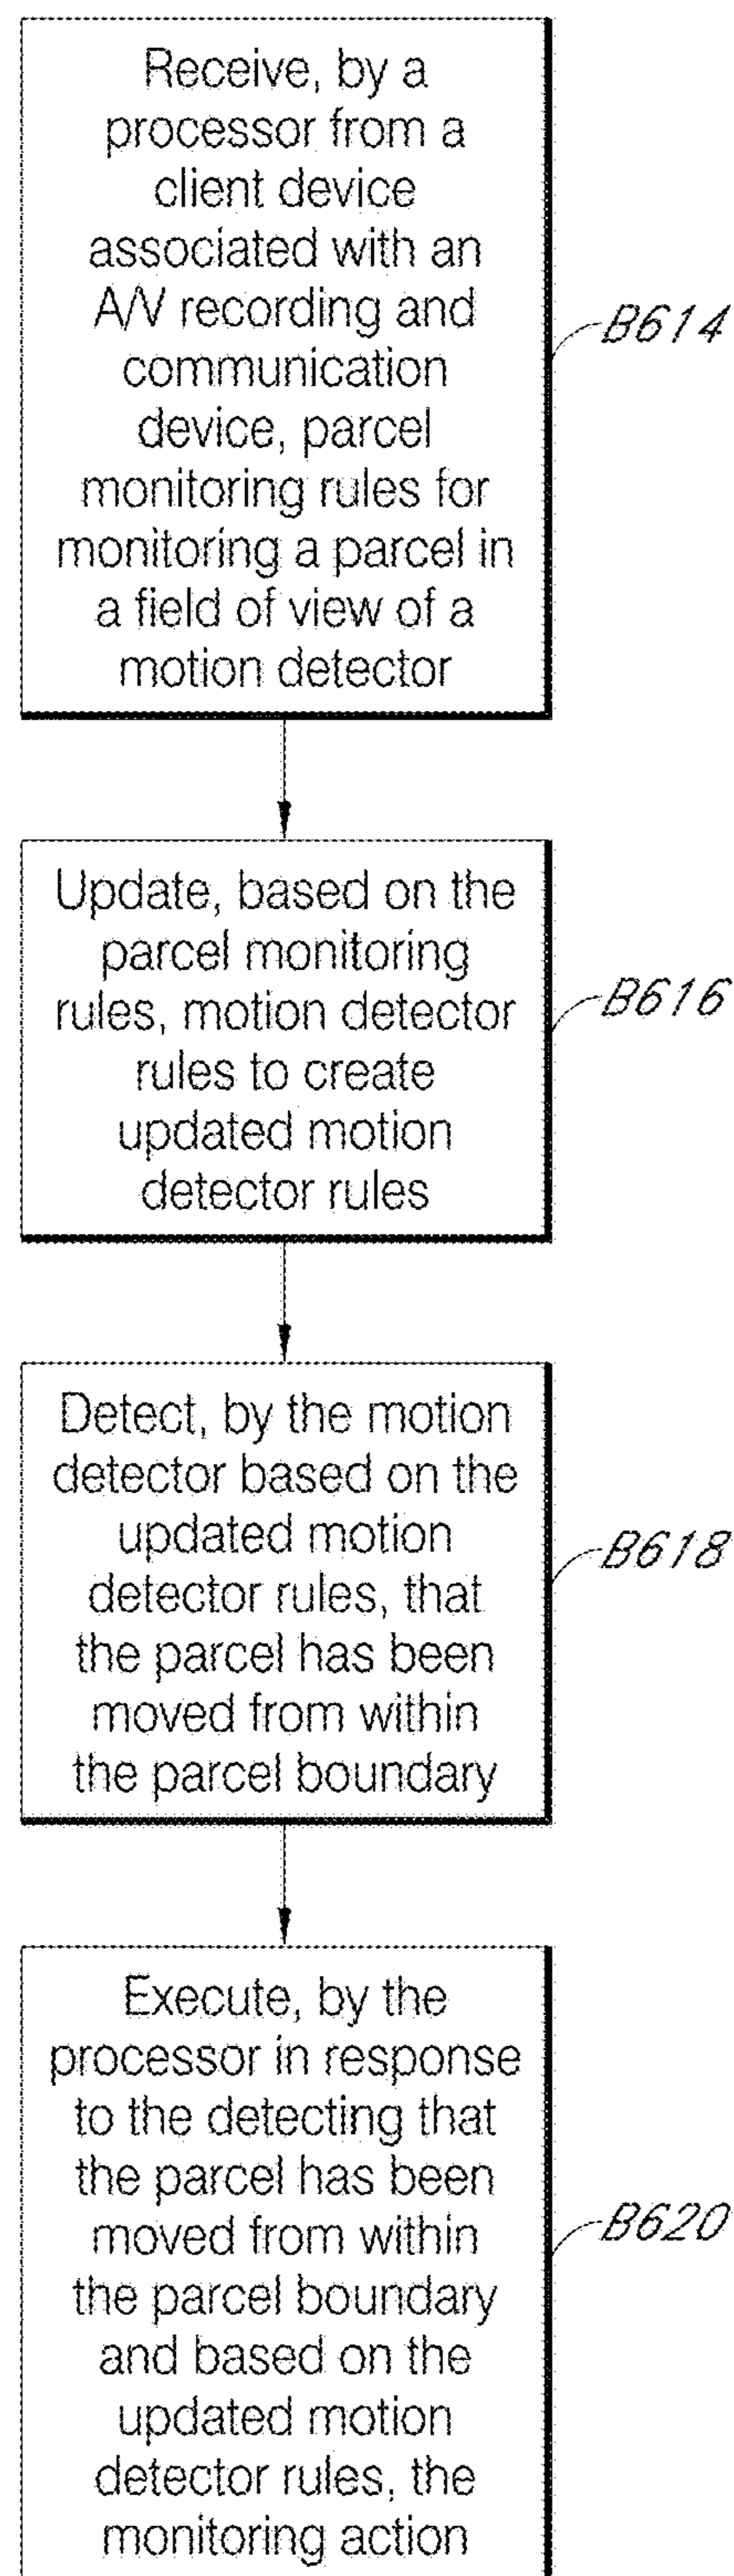 Receive, by a
processor from a
client device
associated with an
A/V recording and
communication
device, parcel
monitoring rules for
monitoring a parcel in
a field of view of a
motion detector
B614
Update, based on the
parcel monitoring
rules, motion detector
rules to create
updated motion
detector rules
B616
Detect, by the motion
detector based on the
updated motion
detector rules, that
the parcel has been
moved from within
the parcel boundary
B618
Execute, by the
processor in response
to the detecting that
the parcel has been
moved from within
the parcel boundary
and based on the
updated motion
detector rules, the
monitoring action
B620